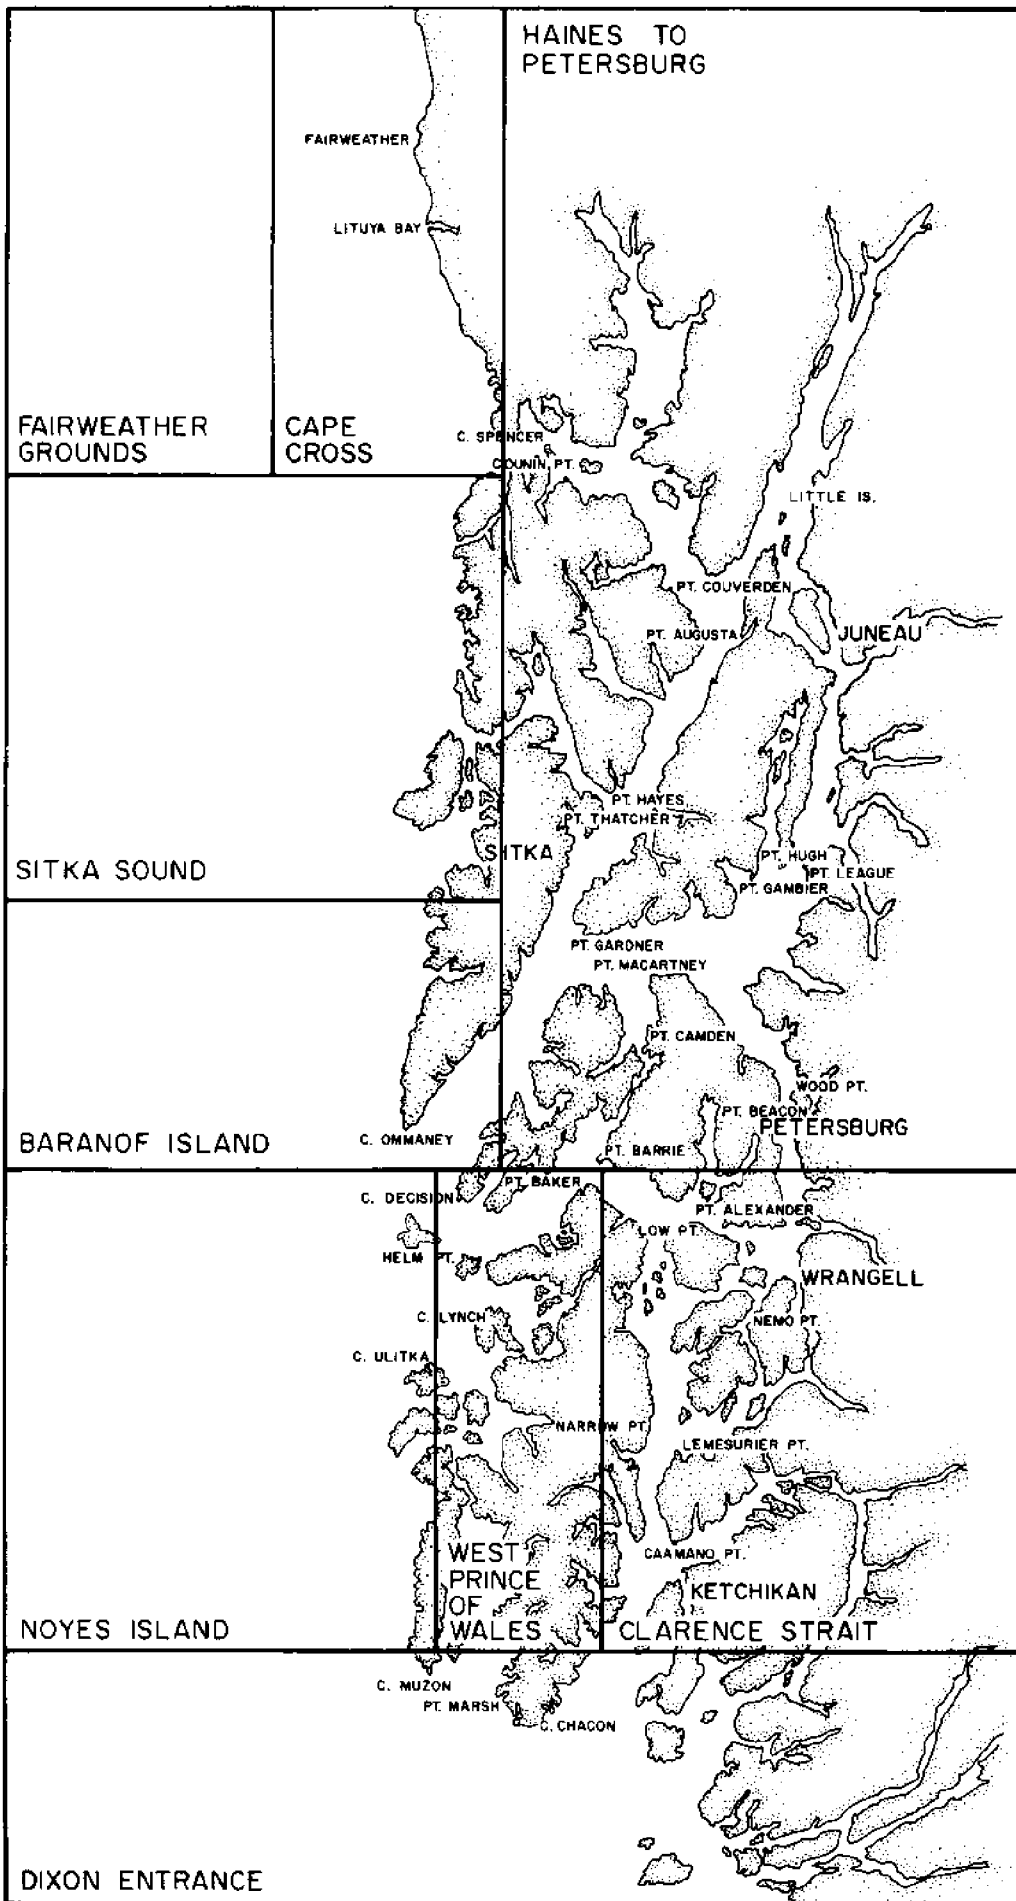 HAINES TO
PETERSBURG
FAIRWEATHER
LITUYA BAY
FAIRWEATHER
GROUNDS
CAPE
CROSS
C. SPENCER
GOUNIN PT.
LITTLE IS.
PT. COUVERDEN
PT. AUGUSTA
JUNEAU
PT. HAYES
PT. THATCHER
SITKA
SITKA SOUND
PT. HUGH
PT. LEAGUE
PT. GAMBIER
PT. GARDNER
PT. MACARTNEY
PT. CAMDEN
WOOD PT.
PT. BEACON
PETERSBURG
C. OMMANEY
BARANOF ISLAND
PT. BARRIE
PT. BAKER
C. DECISION
PT. ALEXANDER
LOW PT.
HELM PT.
WRANGELL
C. LYNCH
NEMO PT.
C. ULITKA
NARROW PT.
LEMESURIER PT.
CAAMANO PT.
WEST
PRINCE
OF
WALES
KETCHIKAN
NOYES ISLAND
CLARENCE STRAIT
C. MUZON
PT. MARSH
C. CHACON
DIXON ENTRANCE